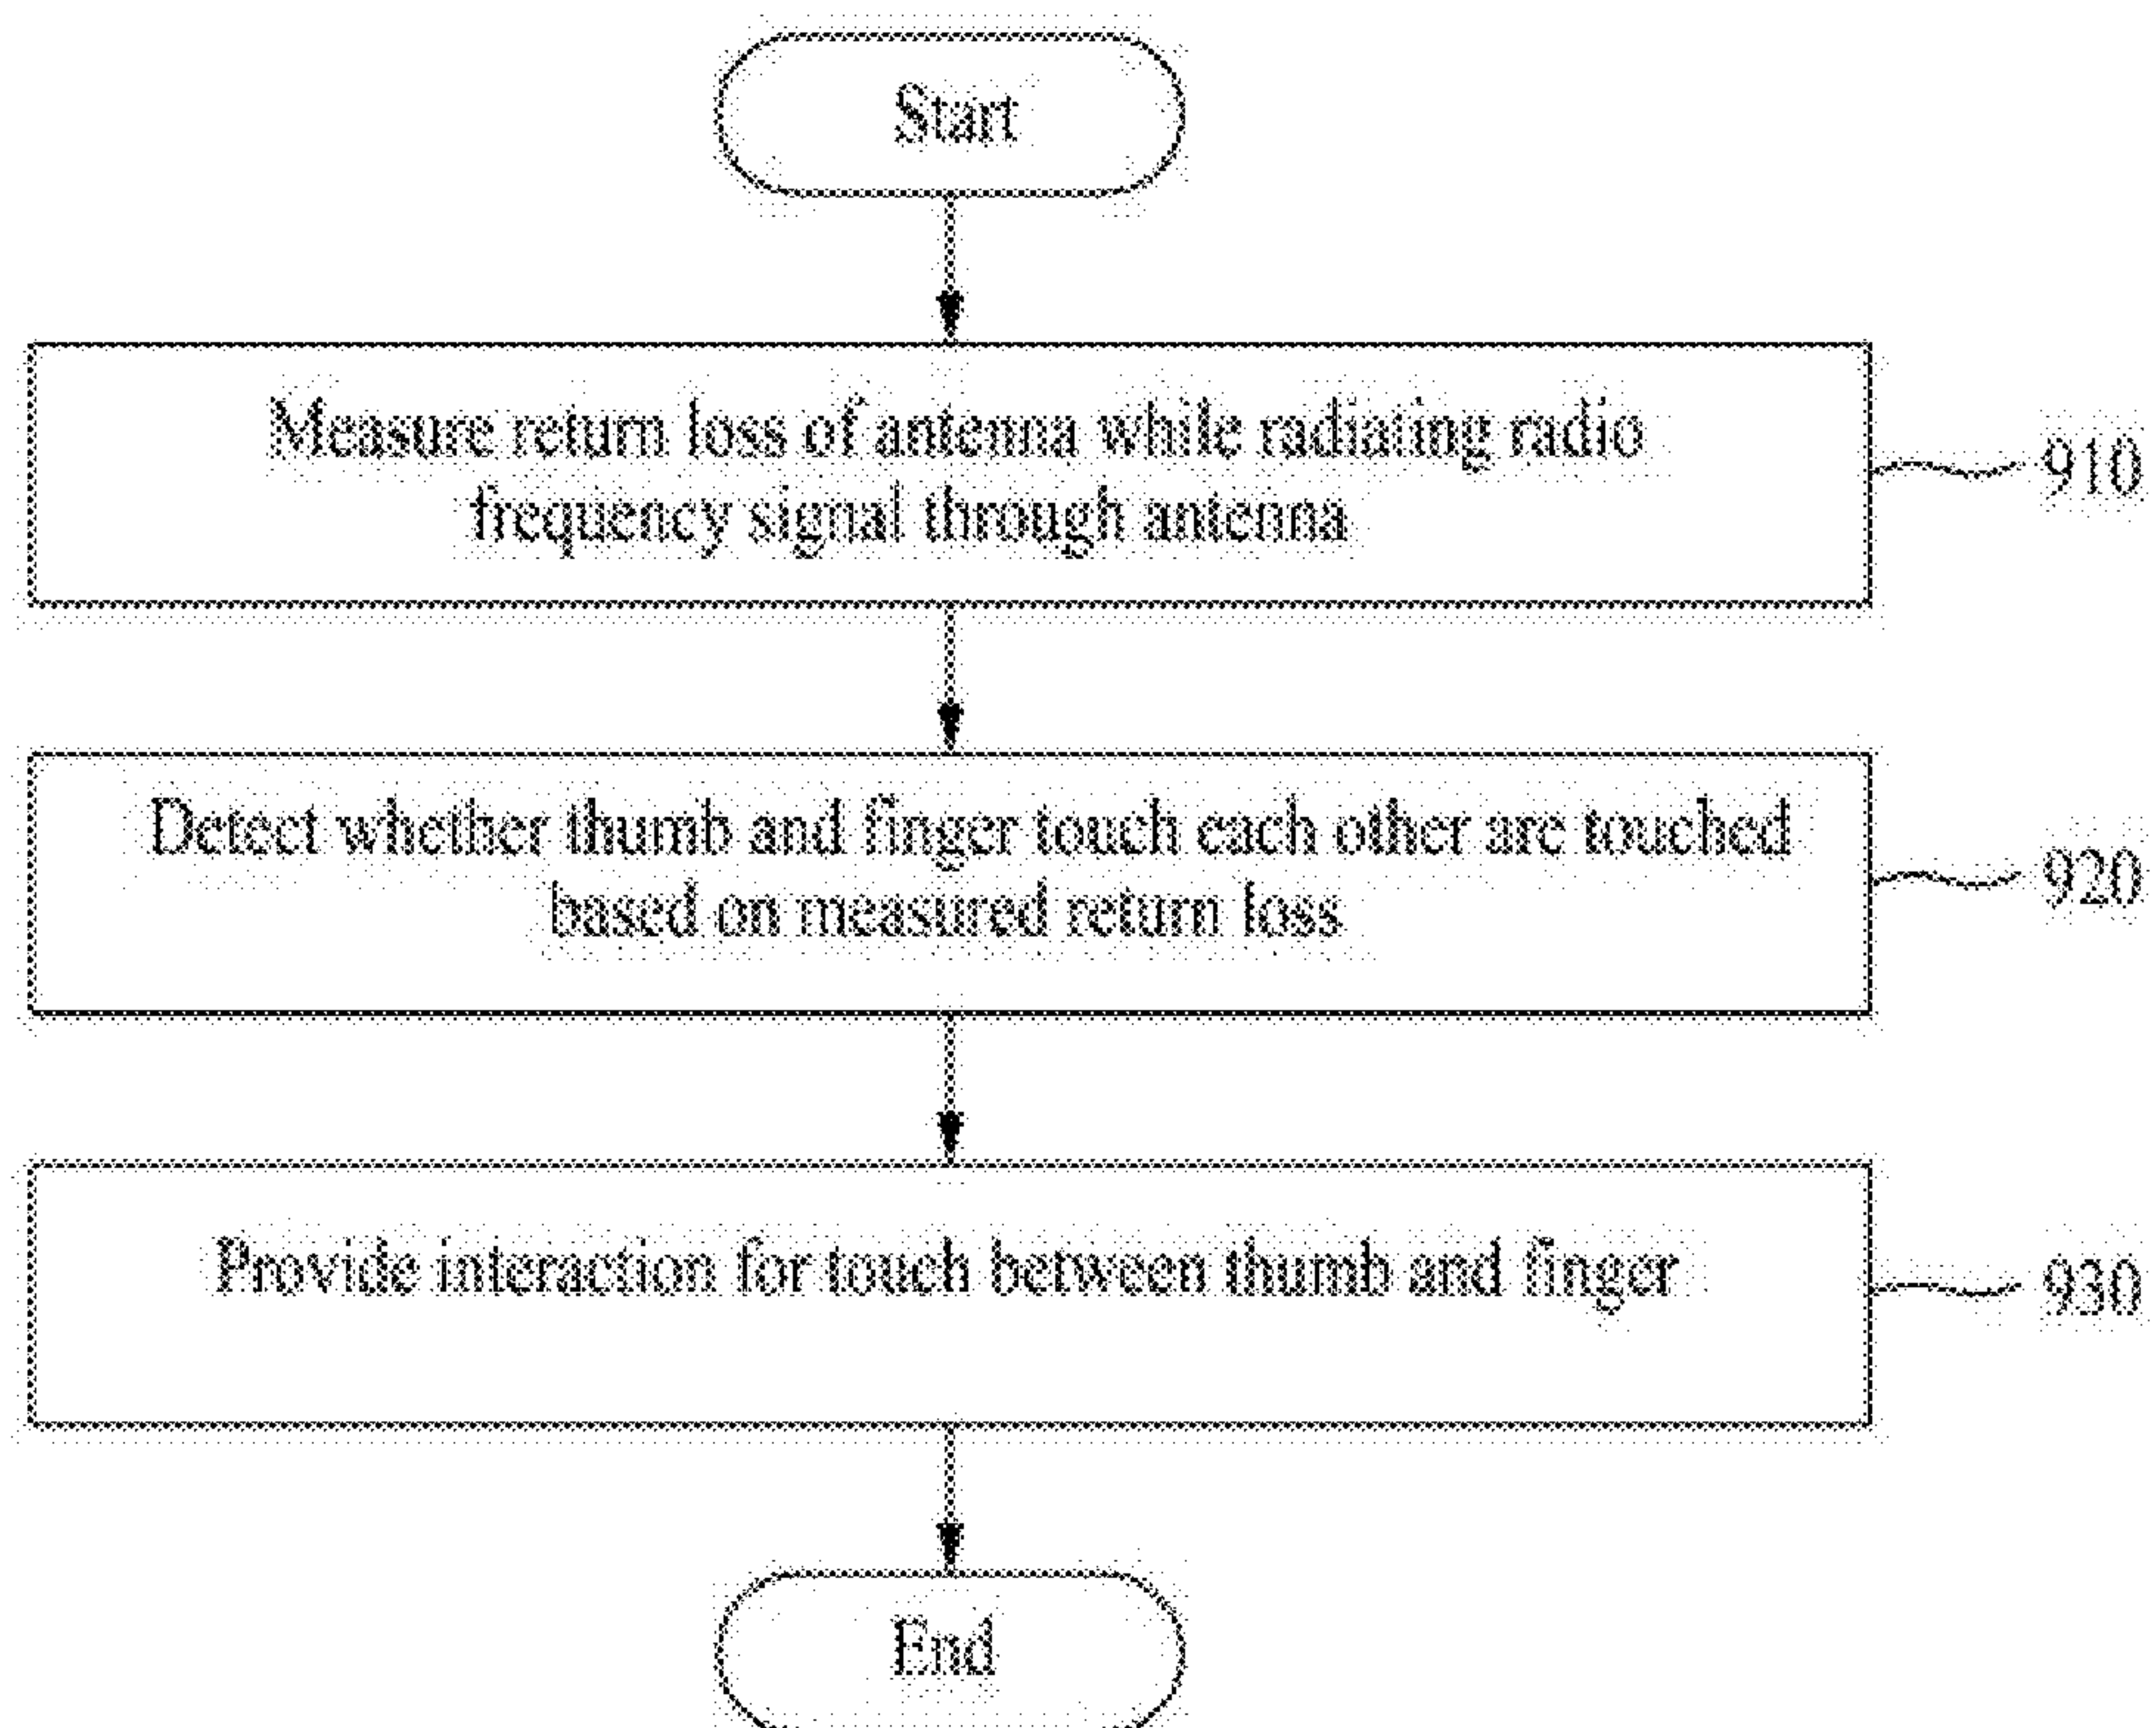 Start
Measure return loss of antenna while radiating radio
frequency signal through antenna
910
Detect whether thumb and finger touch each other are touched
based on measured return loss
920
Provide interaction for touch between thumb and finger
930
End